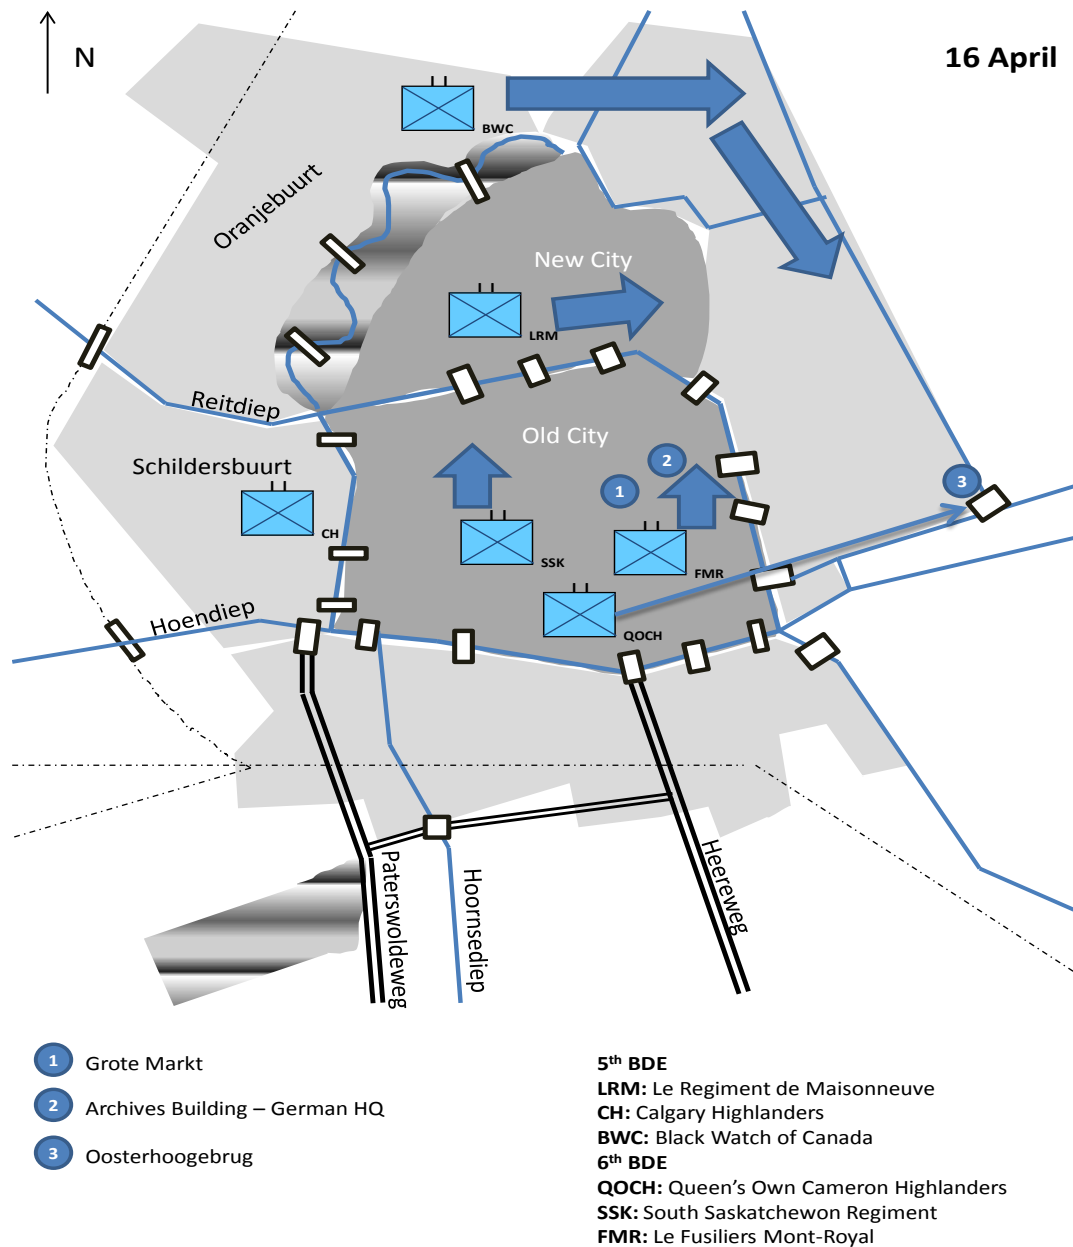 N
16 April
BWC
Oranjebuurt
New City
LRM
Reitdiep
Old City
Schildersbuurt
2
1
3
CH
SSK
FMR
Hoendiep
QOCH
Paterswoldeweg
Hoornsediep
Heereweg
1 Grote Markt
2 Archives Building – German HQ
3 Oosterhoogebrug
5th BDE
LRM: Le Regiment de Maisonneuve
CH: Calgary Highlanders
BWC: Black Watch of Canada
6th BDE
QOCH: Queen's Own Cameron Highlanders
SSK: South Saskatchewon Regiment
FMR: Le Fusiliers Mont-Royal